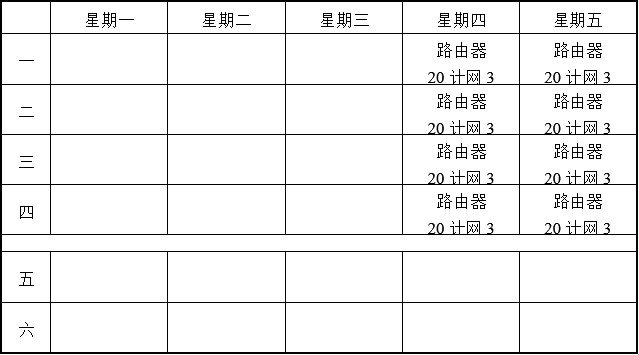 星期一 星期二 星期三 星期四 星期五
一 路由器 路由器
20 计网 3 20 计网 3
二 路由器 路由器
20 计网 3 20 计网 3
三 路由器 路由器
20 计网 3 20 计网 3
四 路由器 路由器
20 计网 3 20 计网 3
五
六